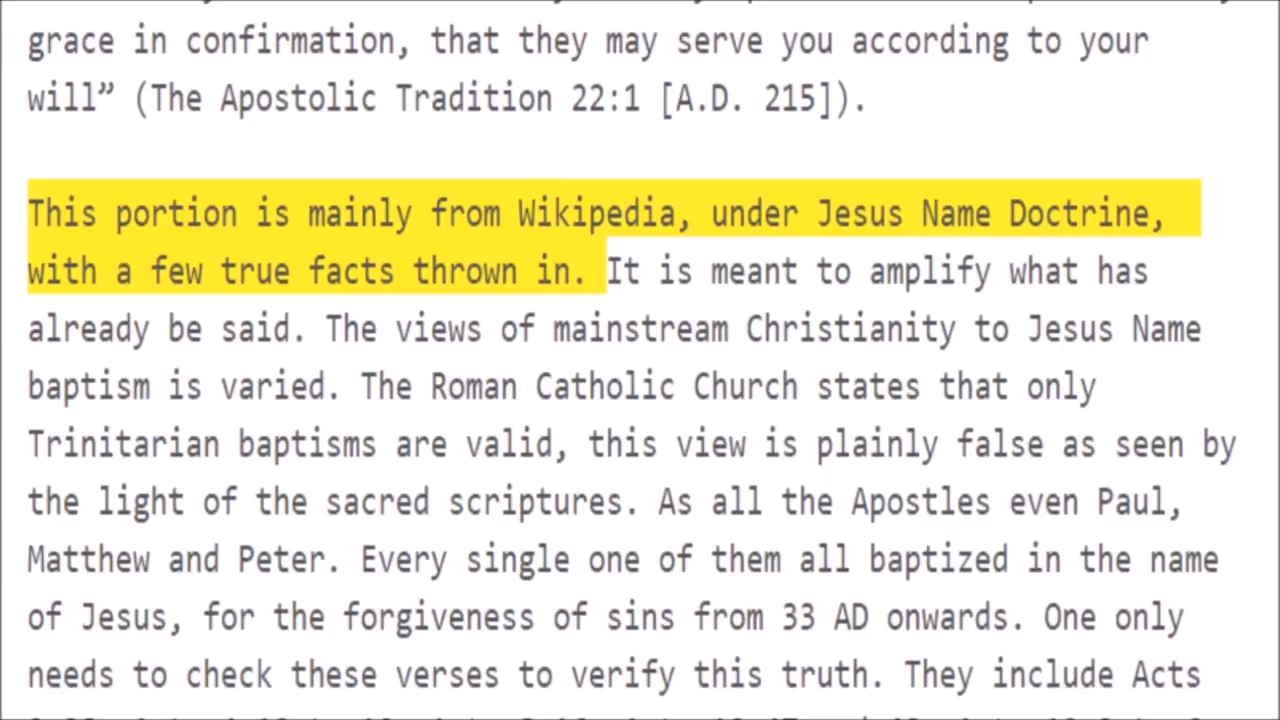 grace in confirmation, that they may serve you according to your
will” (The Apostolic Tradition 22:1 [A.D. 215]).
This portion is mainly from Wikipedia, under Jesus Name Doctrine,
with a few true facts thrown in. It is meant to amplify what has
already be said. The views of mainstream Christianity to Jesus Name
baptism is varied. The Roman Catholic Church states that only
Trinitarian baptisms are valid, this view is plainly false as seen by
the light of the sacred scriptures. As all the Apostles even Paul,
Matthew and Peter. Every single one of them all baptized in the name
of Jesus, for the forgiveness of sins from 33 AD onwards. One only
needs to check these verses to verify this truth. They include Acts